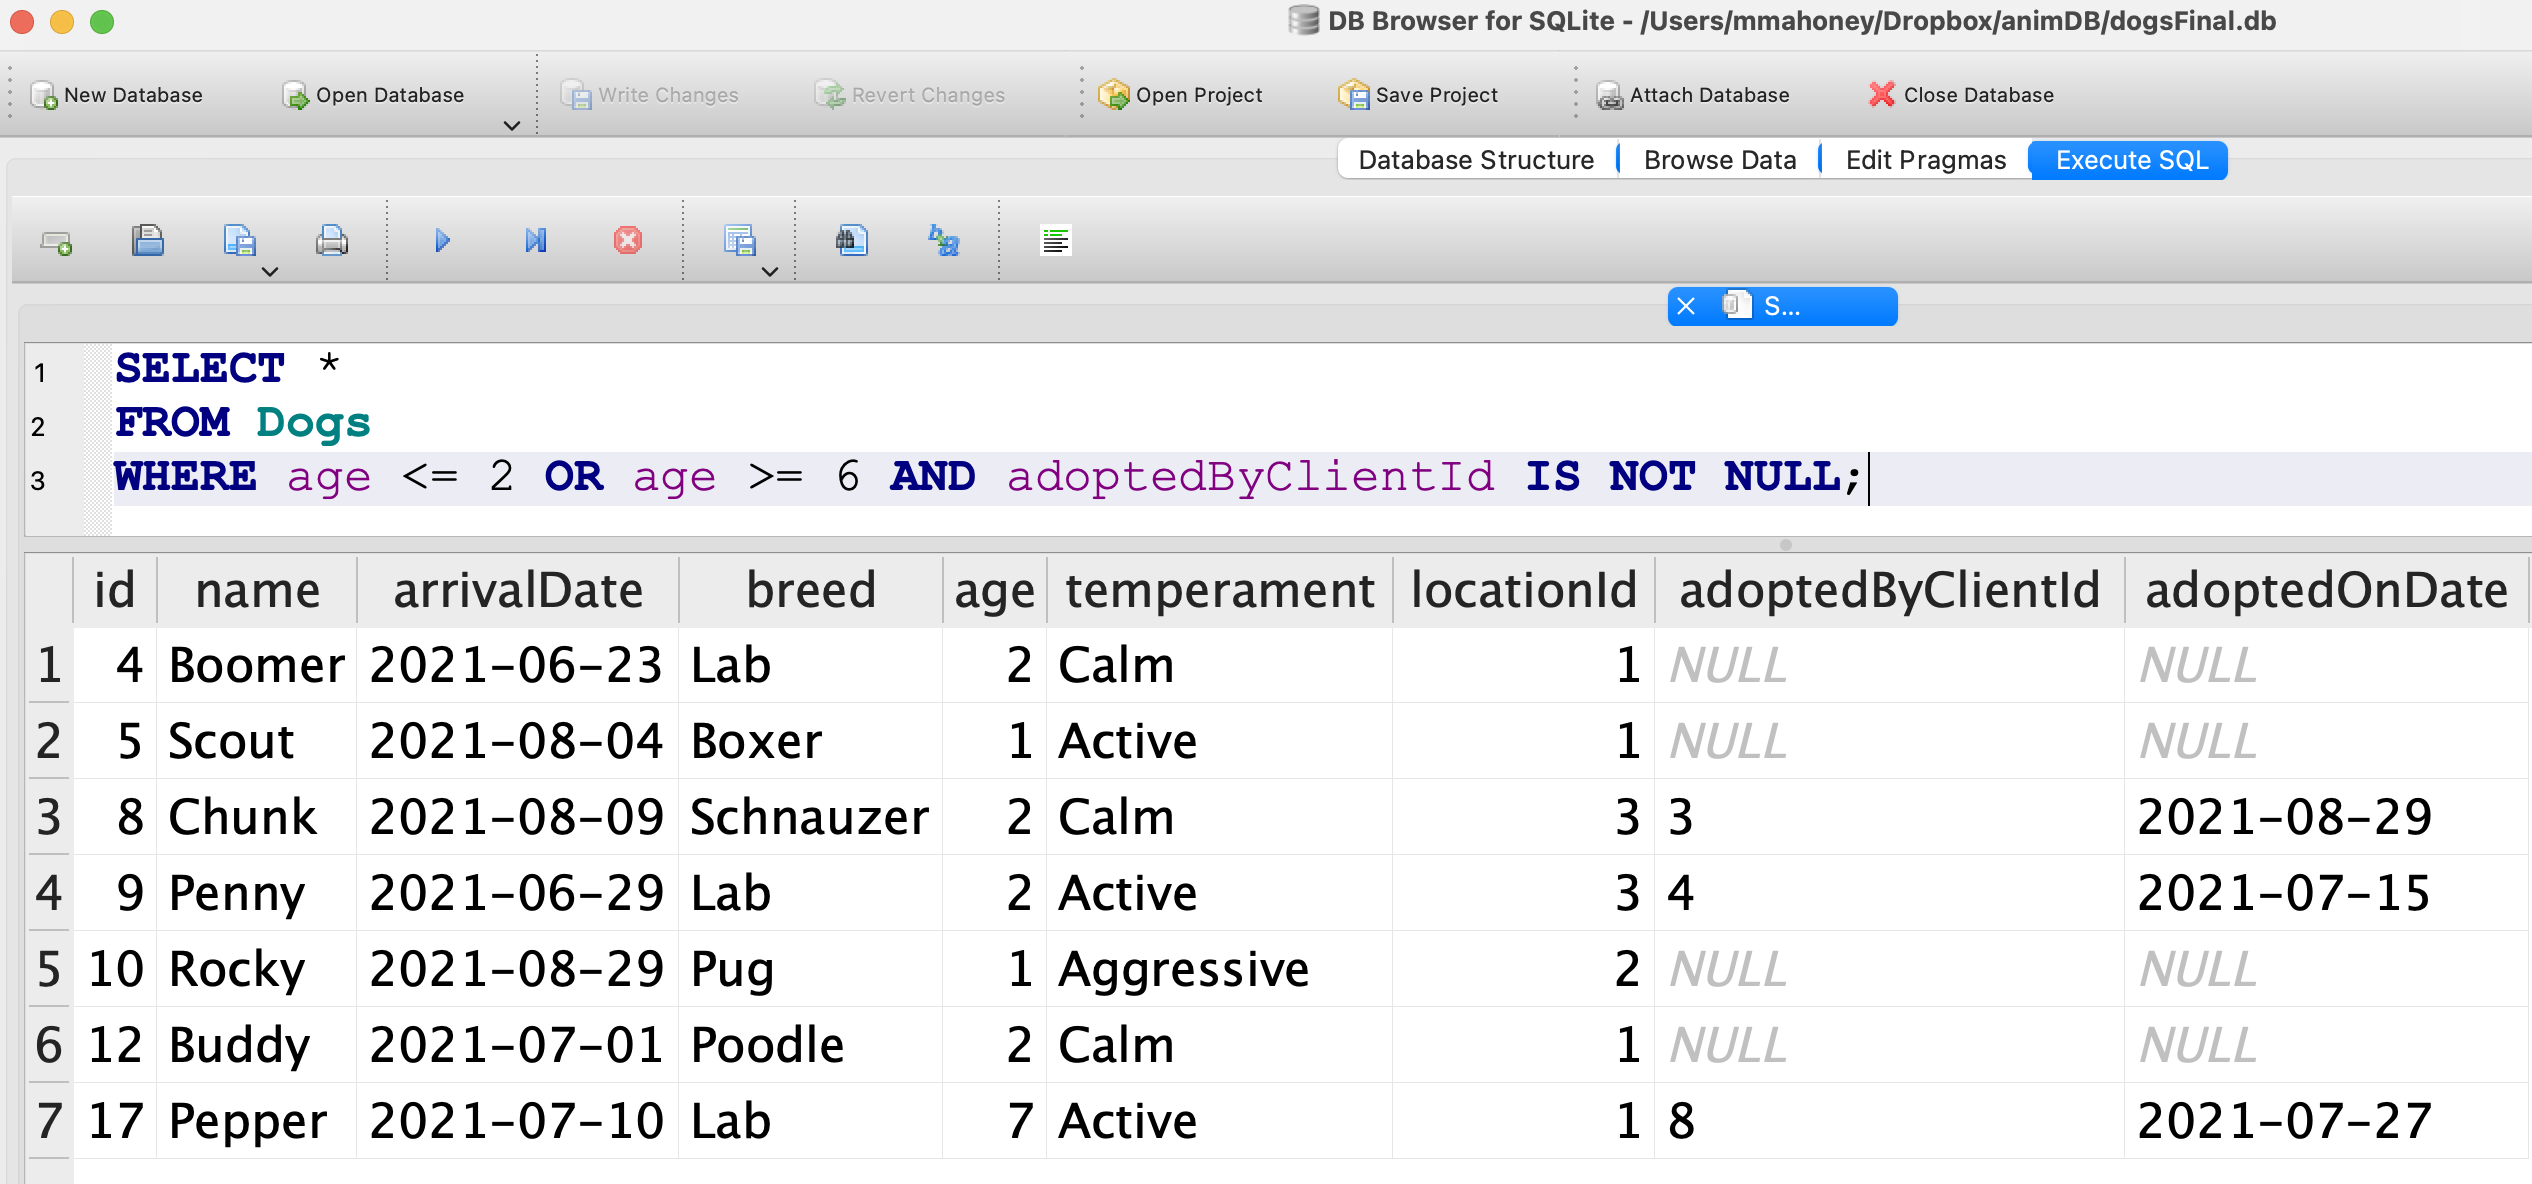 DB Browser for SQLite - /Users/mmahoney/Dropbox/animDB/dogsFinal.db
New Database Open Database Write Changes Revert Changes Open Project Save Project Attach Database Close Database
Database Structure Browse Data Edit Pragmas Execute SQL
S...
1 SELECT *
2 FROM Dogs
3 WHERE age <= 2 OR age >= 6 AND adoptedByClientId IS NOT NULL;
id name arrivalDate breed age temperament locationId adoptedByClientId adoptedOnDate
1 4 Boomer 2021-06-23 Lab 2 Calm 1 NULL NULL
2 5 Scout 2021-08-04 Boxer 1 Active 1 NULL NULL
3 8 Chunk 2021-08-09 Schnauzer 2 Calm 3 3 2021-08-29
4 9 Penny 2021-06-29 Lab 2 Active 3 4 2021-07-15
5 10 Rocky 2021-08-29 Pug 1 Aggressive 2 NULL NULL
6 12 Buddy 2021-07-01 Poodle 2 Calm 1 NULL NULL
7 17 Pepper 2021-07-10 Lab 7 Active 1 8 2021-07-27